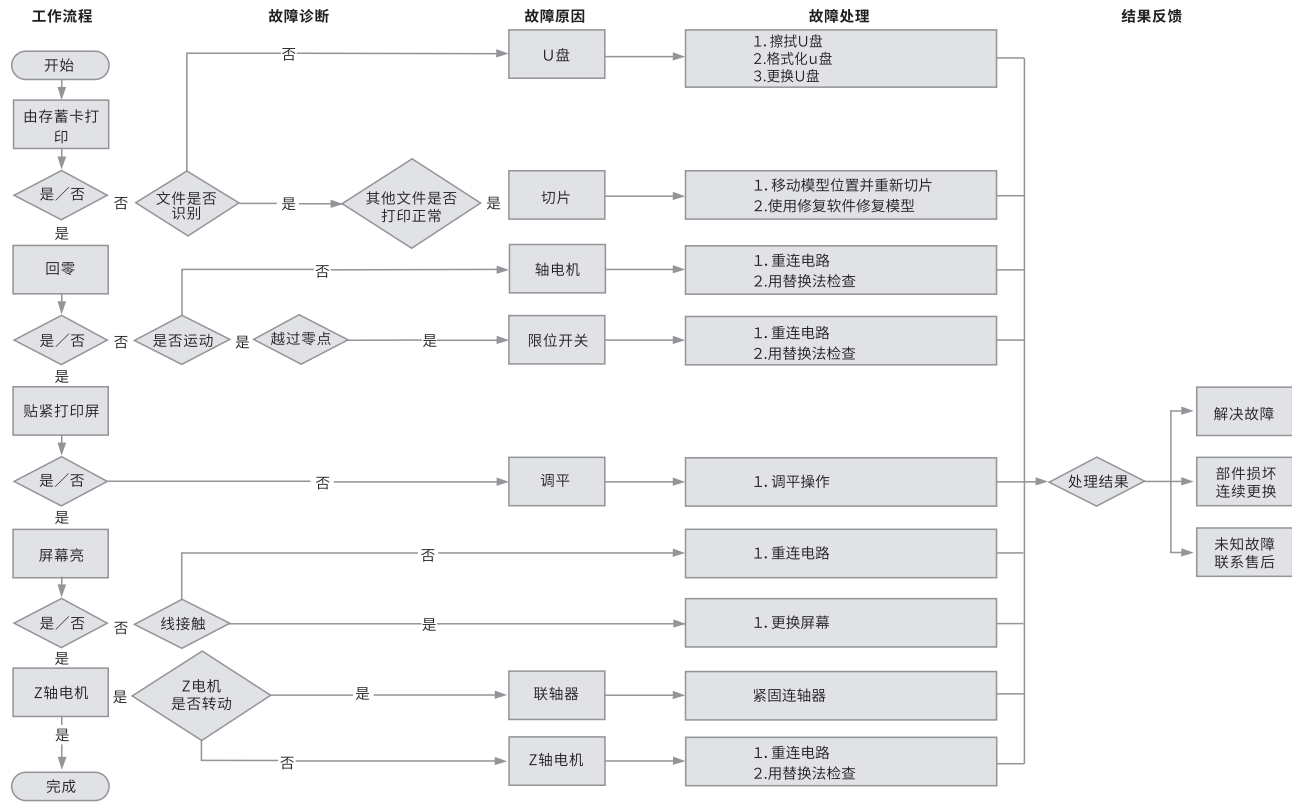 工作流程
故障诊断
故障原因
故障处理
结果反馈
开始
由存蓄卡打
印
是／否
否
是
文件是否
识别
否
是
其他文件是否
打印正常
是
U盘
1. 擦拭U盘
2.格式化u盘
3.更换U盘
切片
1. 移动模型位置并重新切片
2.使用修复软件修复模型
回零
是／否
否
是
是否运动
否
是
越过零点
是
轴电机
1. 重连电路
2.用替换法检查
限位开关
1. 重连电路
2.用替换法检查
贴紧打印屏
是／否
是
否
调平
1. 调平操作
屏幕亮
是／否
否
是
线接触
否
是
1. 重连电路
1. 更换屏幕
Z轴电机
是
是
Z电机
是否转动
是
否
联轴器
紧固连轴器
Z轴电机
1. 重连电路
2.用替换法检查
完成
处理结果
解决故障
部件损坏
连续更换
未知故障
联系售后